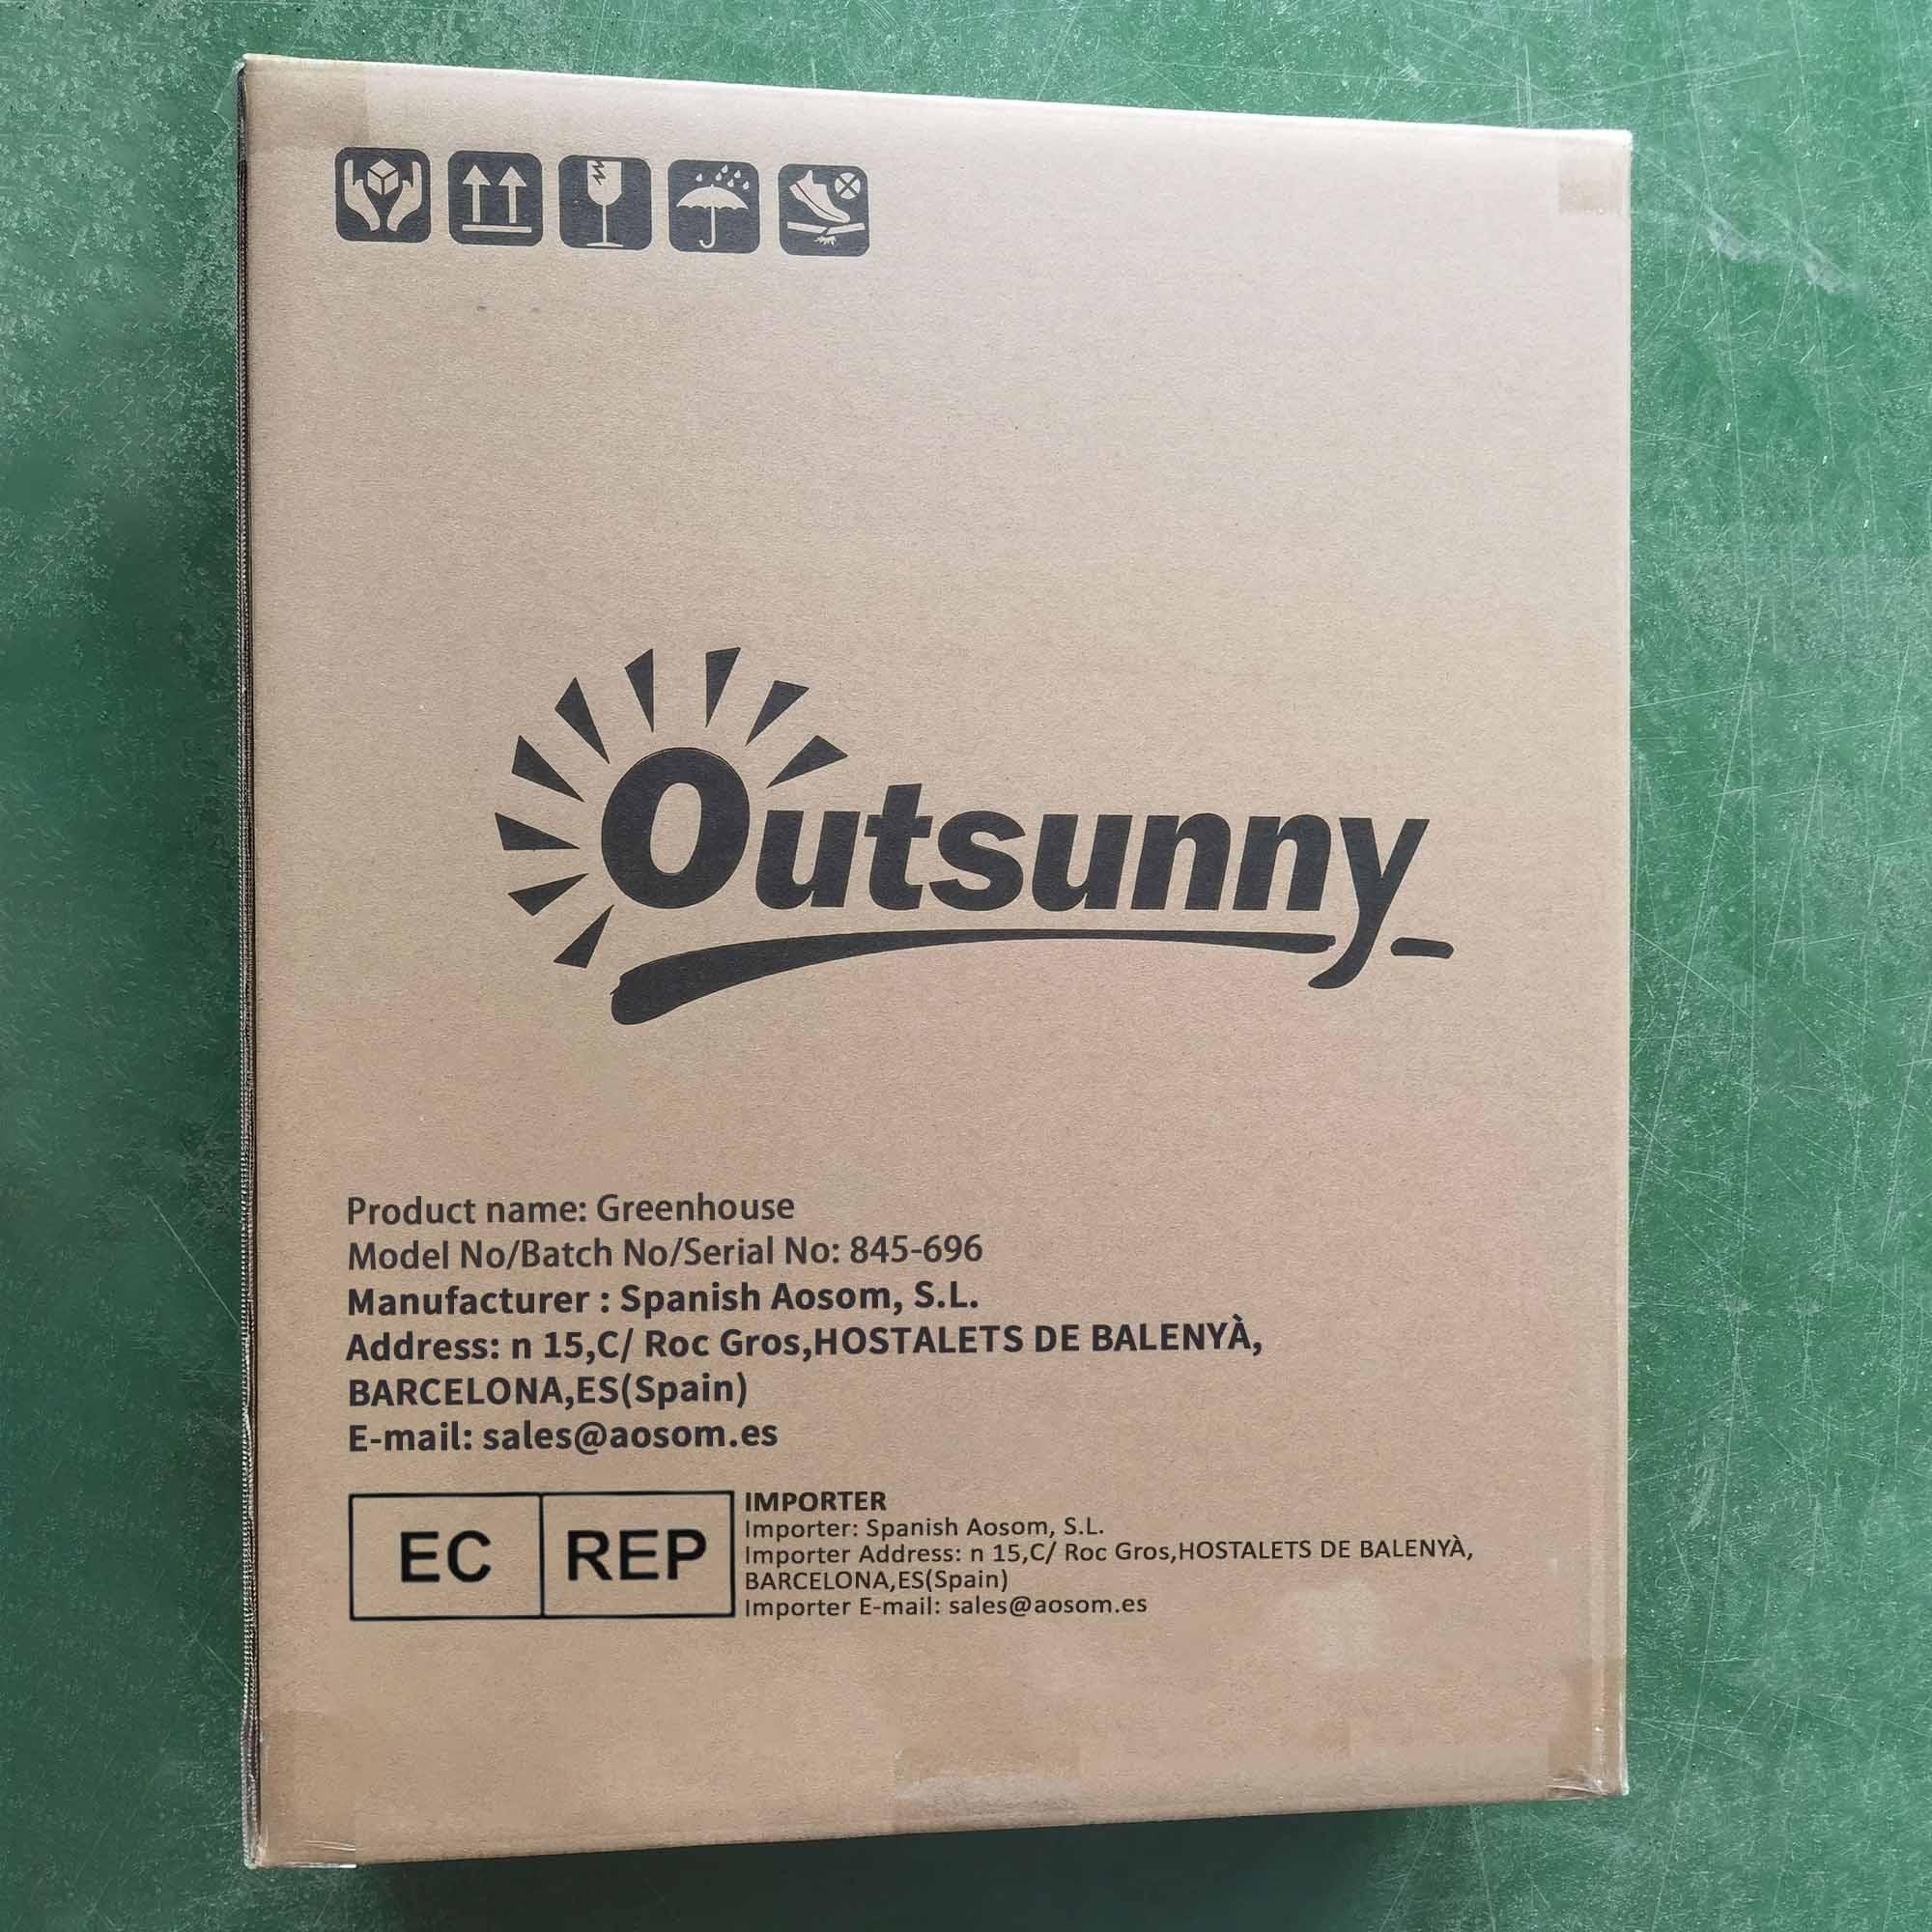 Outsunny
Product name: Greenhouse
Model No/Batch No/Serial No: 845-696
Manufacturer : Spanish Aosom, S.L.
Address: n 15,C/ Roc Gros,HOSTALETS DE BALENYÀ,
BARCELONA,ES(Spain)
E-mail: sales@aosom.es
EC REP
IMPORTER
Importer: Spanish Aosom, S.L.
Importer Address: n 15,C/ Roc Gros,HOSTALETS DE BALENYÀ,
BARCELONA,ES(Spain)
Importer E-mail: sales@aosom.es